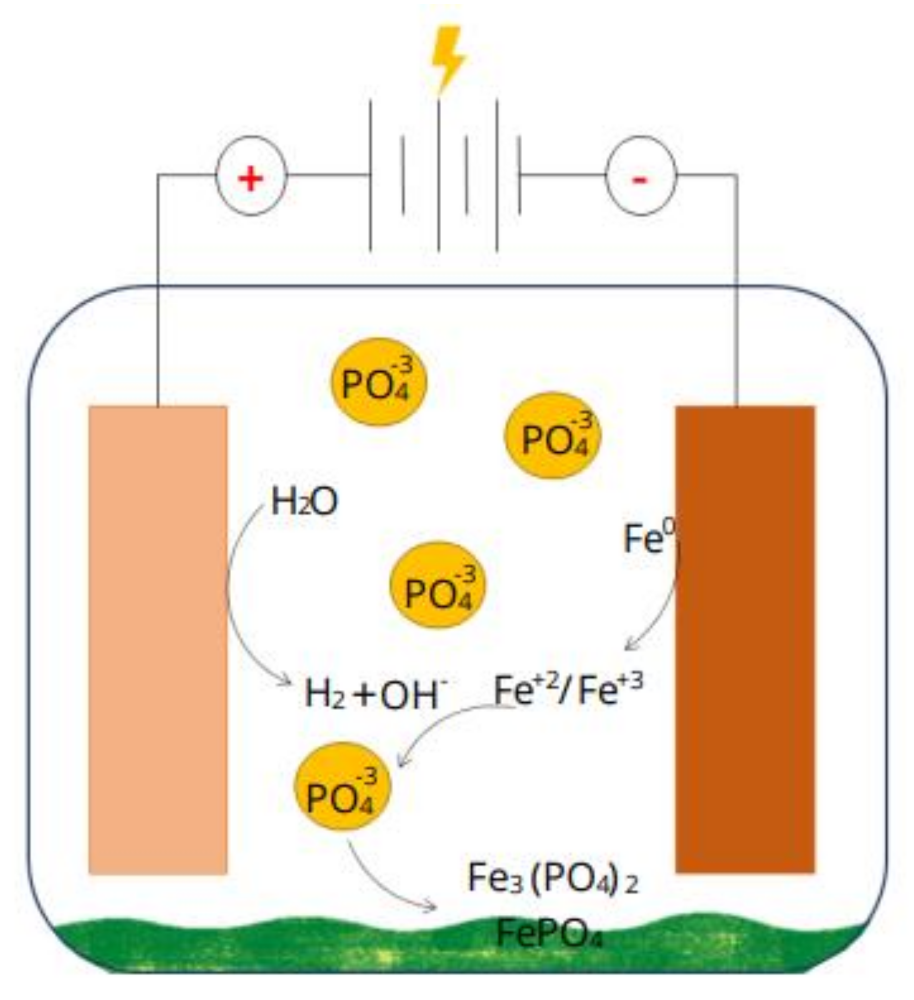 +
-
PO₄⁻³
PO₄⁻³
H₂O
Fe⁰
PO₄⁻³
H₂+OH⁻
Fe⁺²/Fe⁺³
PO₄⁻³
Fe₃(PO₄)₂
FePO₄